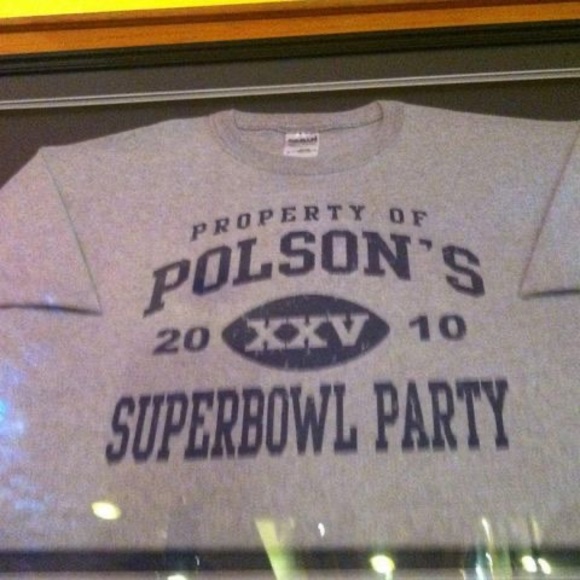 PROPERTY OF
POLSON'S
20 XXV 10
SUPERBOWL PARTY